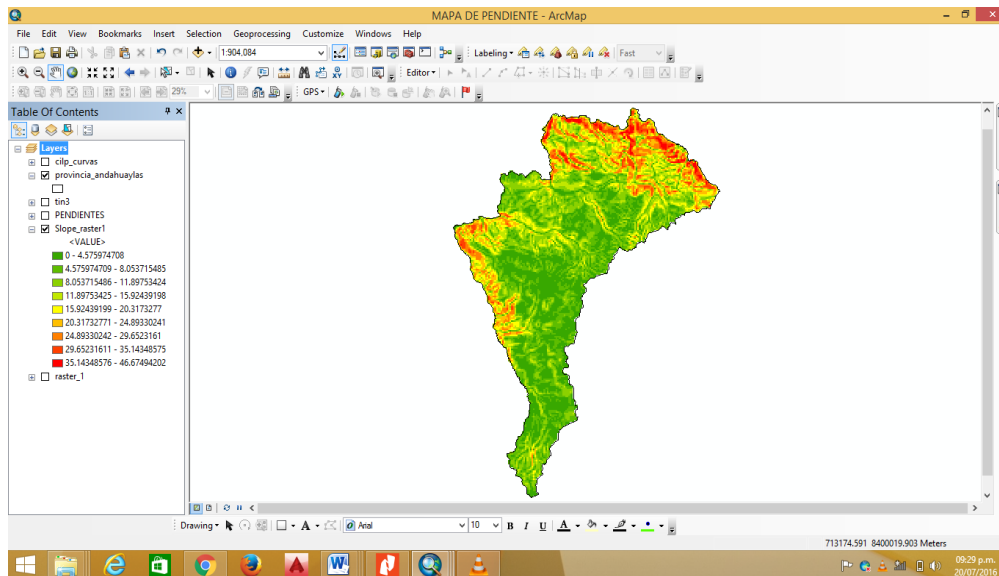 MAPA DE PENDIENTE - ArcMap
File Edit View Bookmarks Insert Selection Geoprocessing Customize Windows Help
1:904,084 Labeling Fast
Editor
29% GPS
Table Of Contents
Layers
cilp_curvas
provincia_andahuaylas
tin3
PENDIENTES
Slope_raster1
<VALUE>
0 - 4.575974708
4.575974709 - 8.053715485
8.053715486 - 11.89753424
11.89753425 - 15.92439198
15.92439199 - 20.3173277
20.31732771 - 24.89330241
24.89330242 - 29.6523161
29.65231611 - 35.14348575
35.14348576 - 46.67494202
raster_1
Drawing A Arial 10 B I U A
713174.591 8400019.903 Meters
09:29 p.m.
20/07/2016